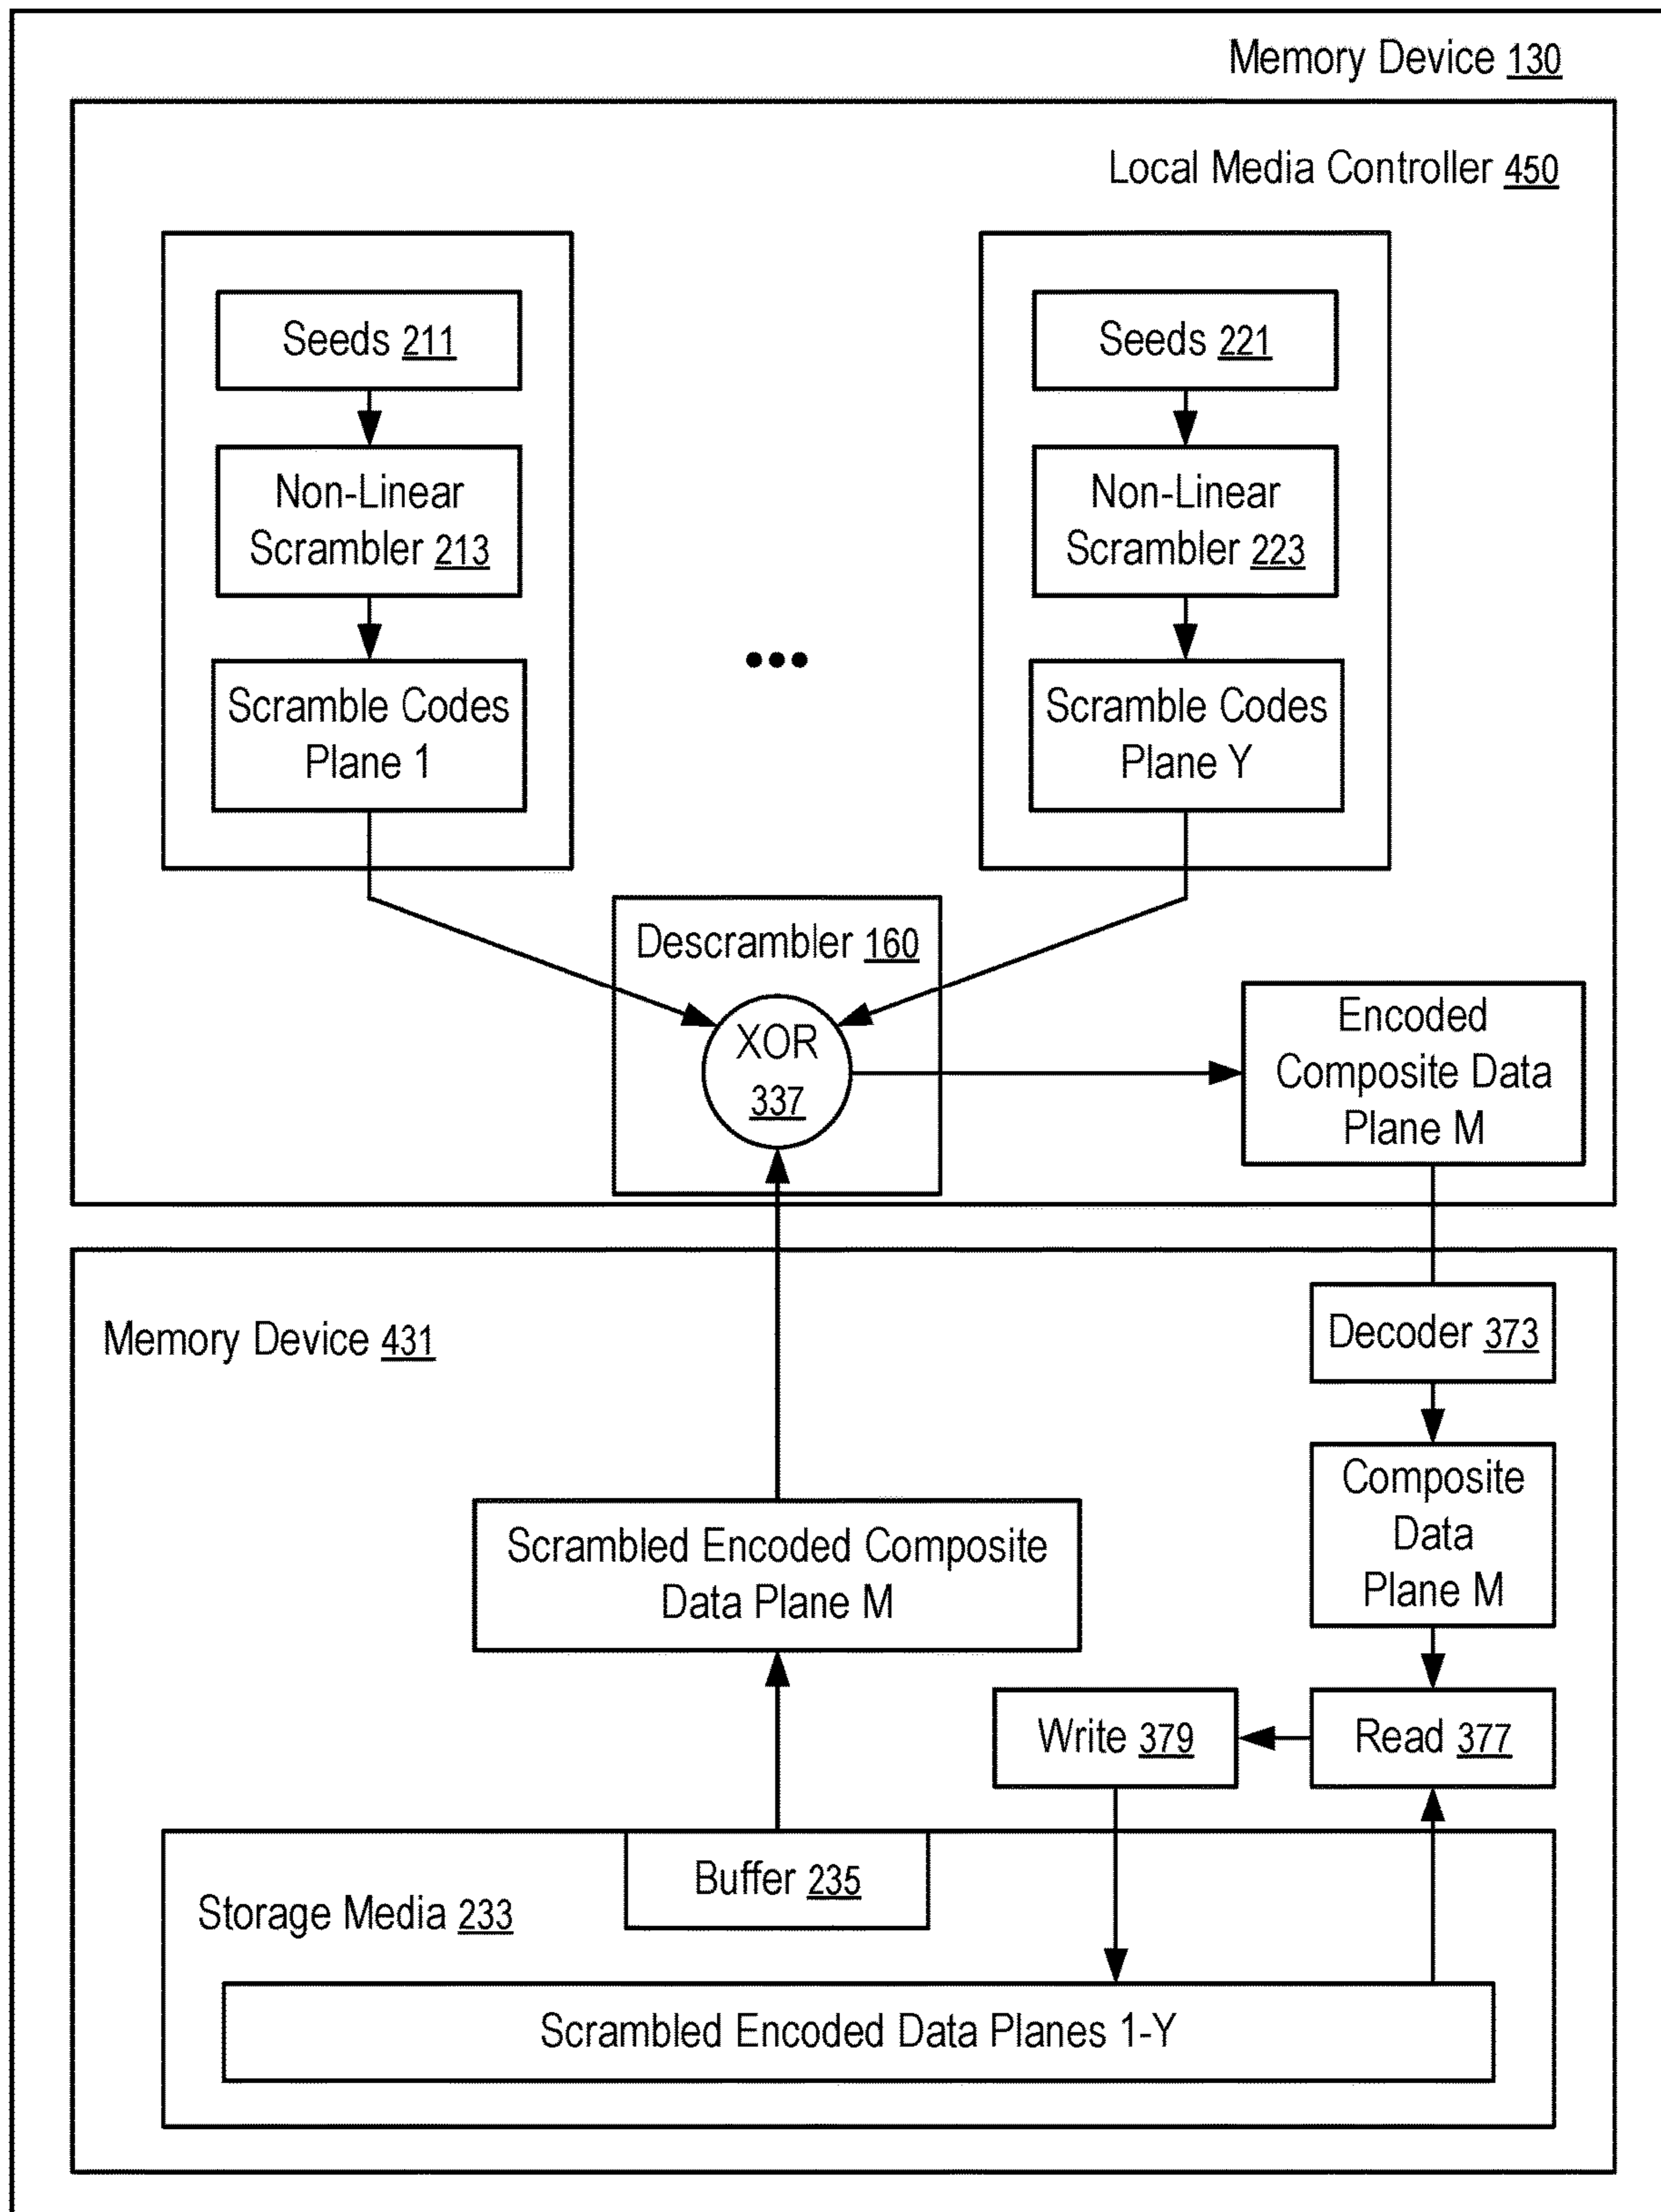 Memory Device 130
Local Media Controller 450
Seeds 211
Seeds 221
Non-Linear
Scrambler 213
Non-Linear
Scrambler 223
•••
Scramble Codes
Plane 1
Scramble Codes
Plane Y
Descrambler 160
XOR
337
Encoded
Composite Data
Plane M
Memory Device 431
Decoder 373
Composite
Data
Plane M
Scrambled Encoded Composite
Data Plane M
Write 379
Read 377
Buffer 235
Storage Media 233
Scrambled Encoded Data Planes 1-Y